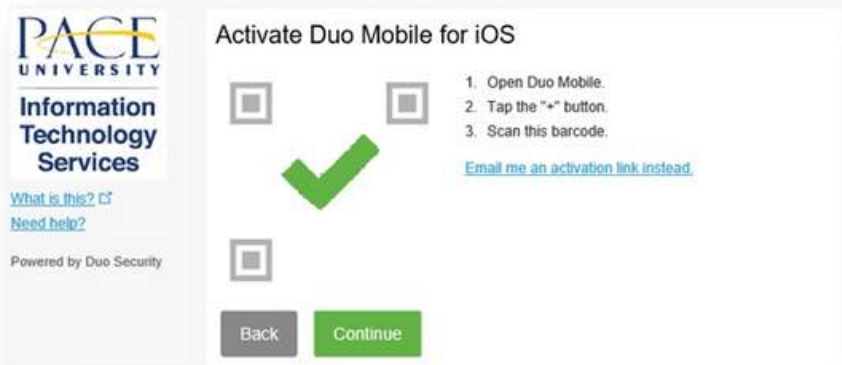 PACE
UNIVERSITY
Information
Technology
Services
What is this?
Need help?
Powered by Duo Security
Activate Duo Mobile for iOS
1. Open Duo Mobile.
2. Tap the "+" button.
3. Scan this barcode.
Email me an activation link instead.
Back
Continue